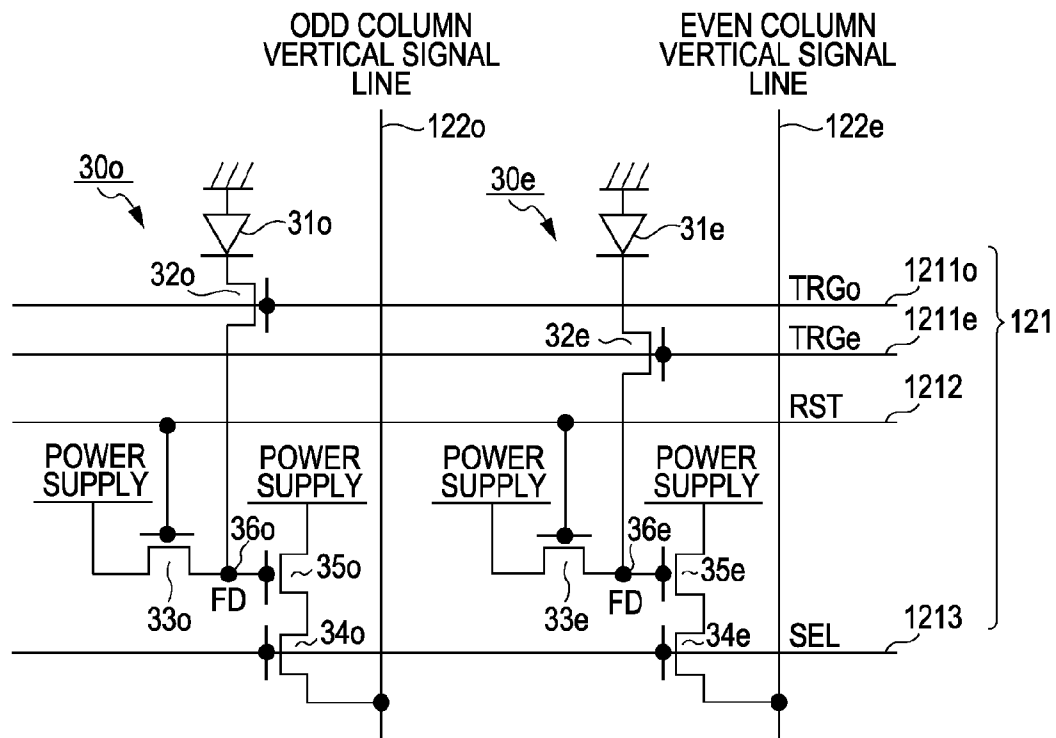 ODD COLUMN
VERTICAL SIGNAL
LINE
EVEN COLUMN
VERTICAL SIGNAL
LINE
122o
122e
30o
30e
31o
31e
32o
TRGo
1211o
121
32e
TRGe
1211e
RST
1212
POWER
SUPPLY
POWER
SUPPLY
POWER
SUPPLY
POWER
SUPPLY
36o
36e
35o
35e
FD
FD
33o
33e
34o
34e
SEL
1213